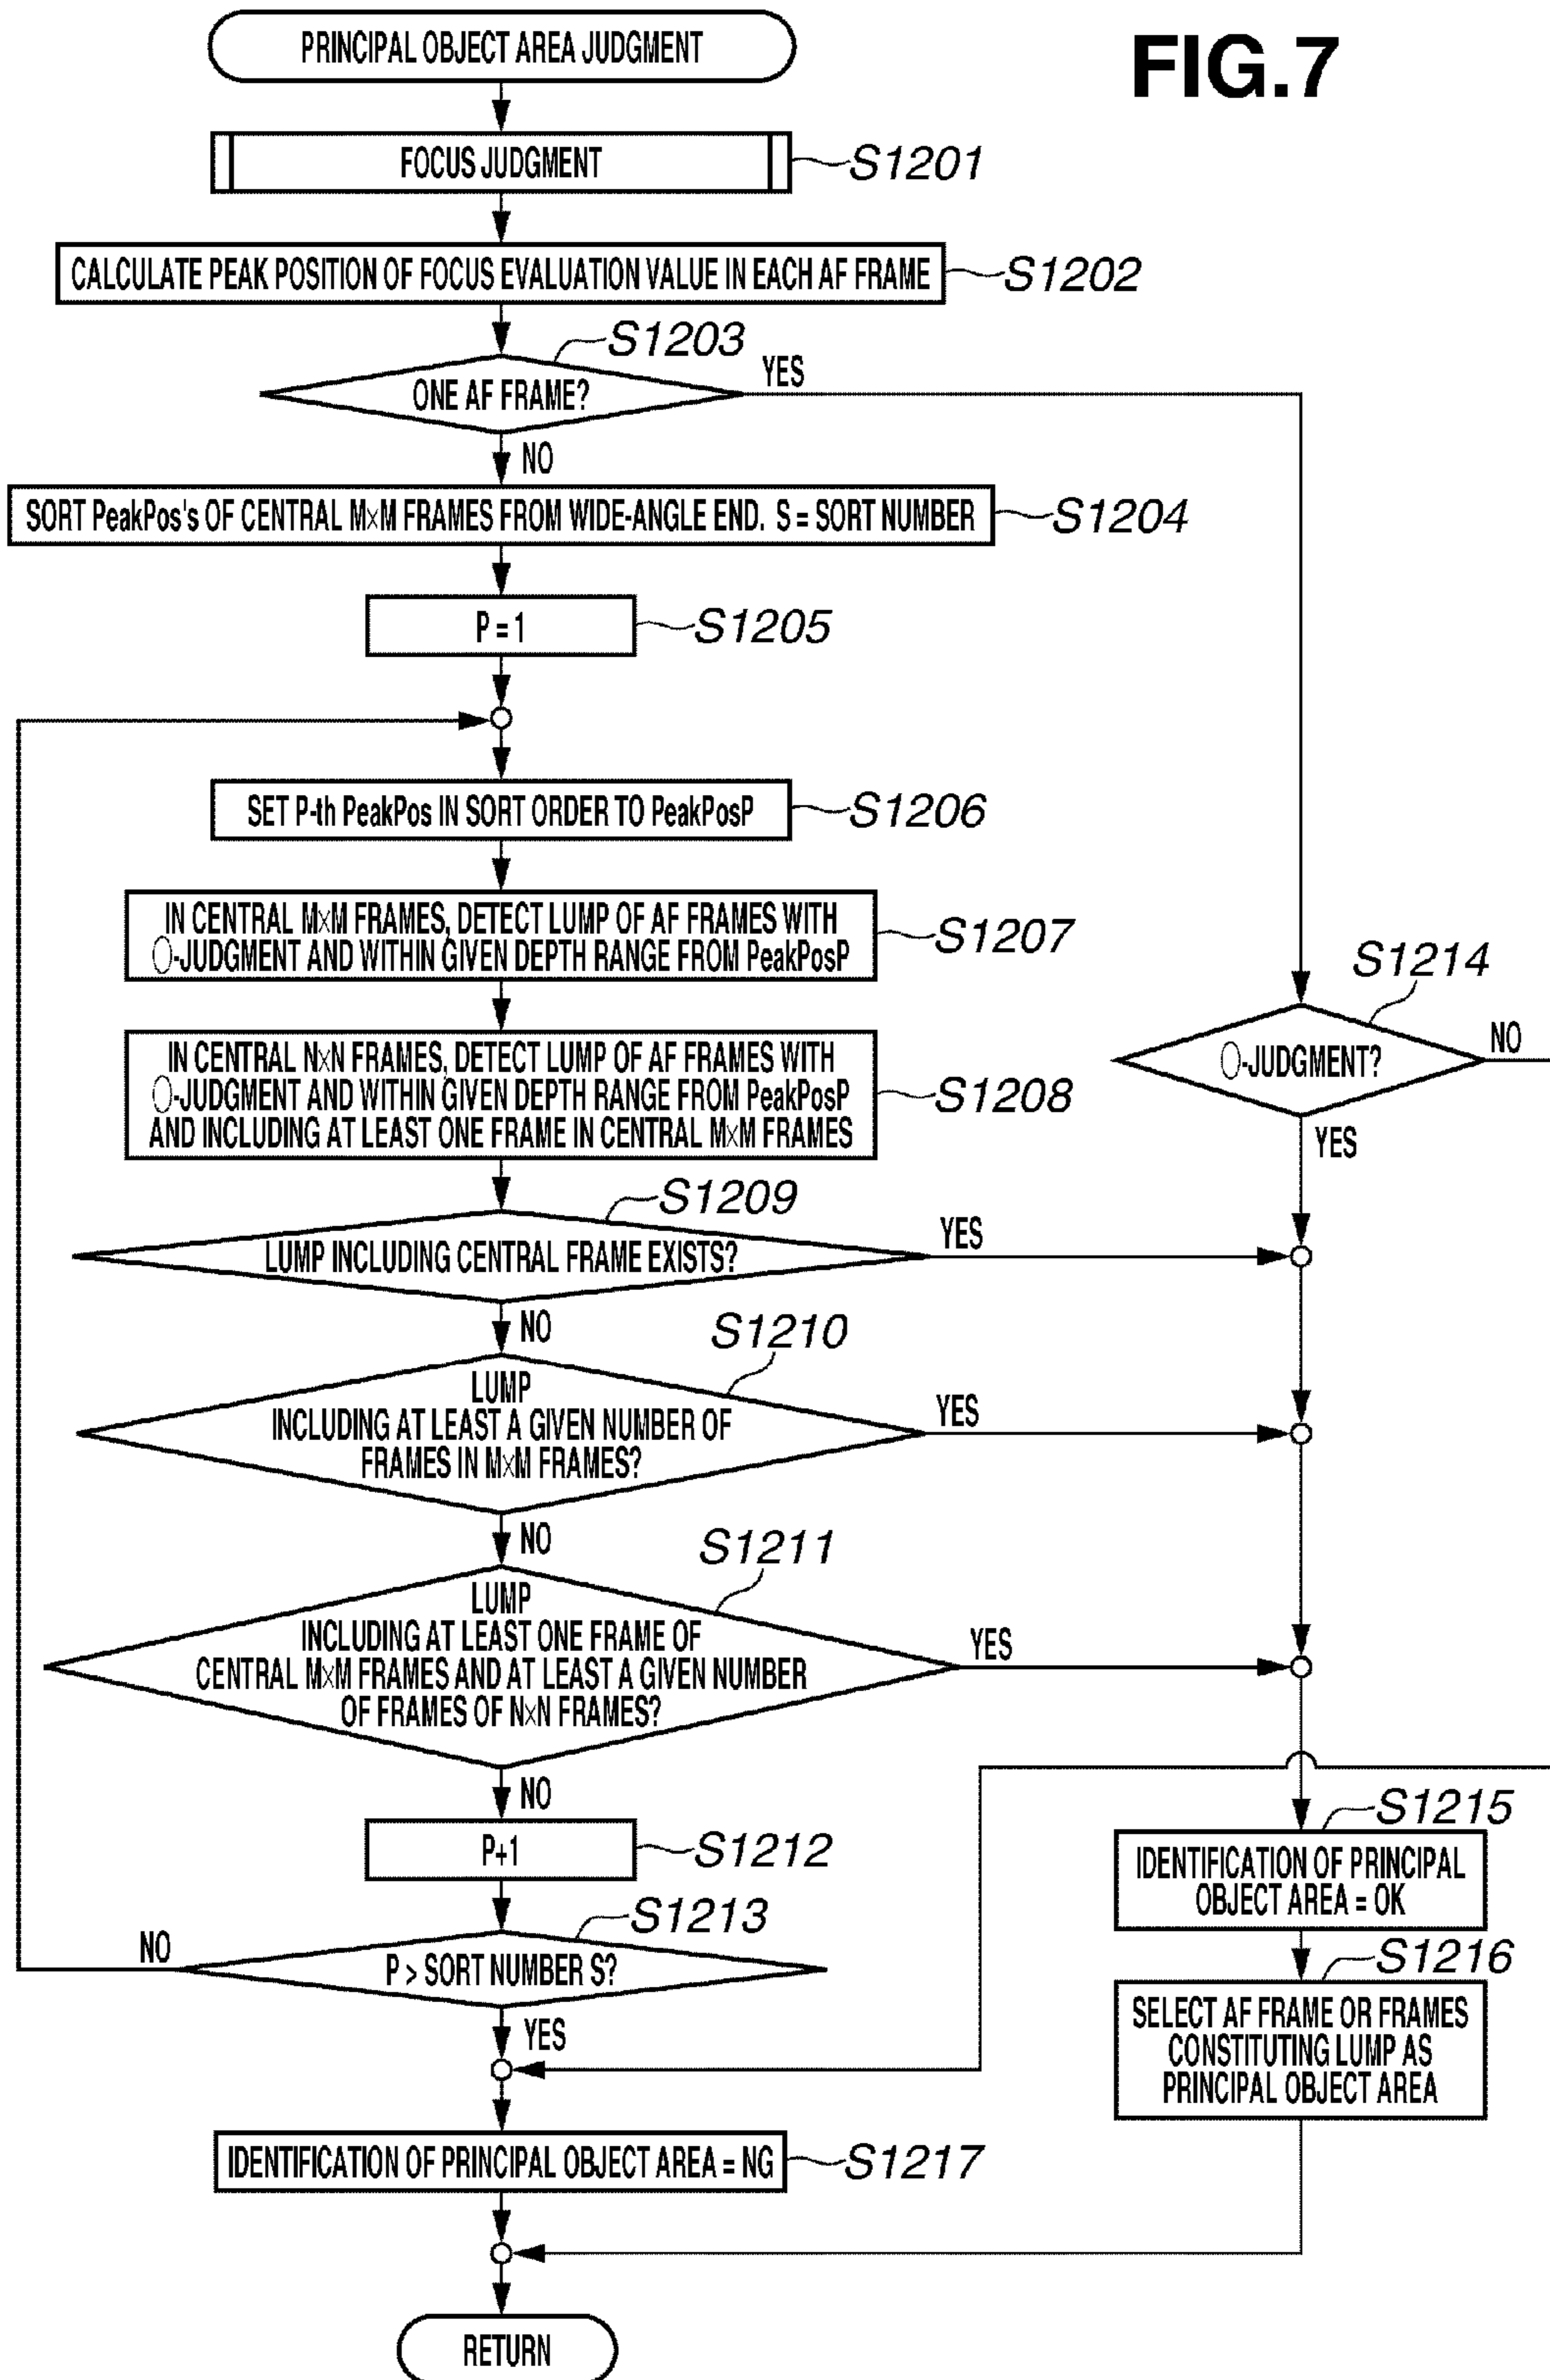 FIG.7
PRINCIPAL OBJECT AREA JUDGMENT
FOCUS JUDGMENT
S1201
CALCULATE PEAK POSITION OF FOCUS EVALUATION VALUE IN EACH AF FRAME
S1202
S1203
ONE AF FRAME?
YES
NO
SORT PeakPos's OF CENTRAL M×M FRAMES FROM WIDE-ANGLE END. S = SORT NUMBER
S1204
P = 1
S1205
SET P-th PeakPos IN SORT ORDER TO PeakPosP
S1206
IN CENTRAL M×M FRAMES, DETECT LUMP OF AF FRAMES WITH
○-JUDGMENT AND WITHIN GIVEN DEPTH RANGE FROM PeakPosP
S1207
IN CENTRAL N×N FRAMES, DETECT LUMP OF AF FRAMES WITH
○-JUDGMENT AND WITHIN GIVEN DEPTH RANGE FROM PeakPosP
AND INCLUDING AT LEAST ONE FRAME IN CENTRAL M×M FRAMES
S1208
S1214
○-JUDGMENT?
NO
YES
S1209
LUMP INCLUDING CENTRAL FRAME EXISTS?
YES
NO
S1210
LUMP
INCLUDING AT LEAST A GIVEN NUMBER OF
FRAMES IN M×M FRAMES?
YES
NO
S1211
LUMP
INCLUDING AT LEAST ONE FRAME OF
CENTRAL M×M FRAMES AND AT LEAST A GIVEN NUMBER
OF FRAMES OF N×N FRAMES?
YES
NO
P+1
S1212
S1213
P > SORT NUMBER S?
NO
YES
S1215
IDENTIFICATION OF PRINCIPAL
OBJECT AREA = OK
S1216
SELECT AF FRAME OR FRAMES
CONSTITUTING LUMP AS
PRINCIPAL OBJECT AREA
IDENTIFICATION OF PRINCIPAL OBJECT AREA = NG
S1217
RETURN